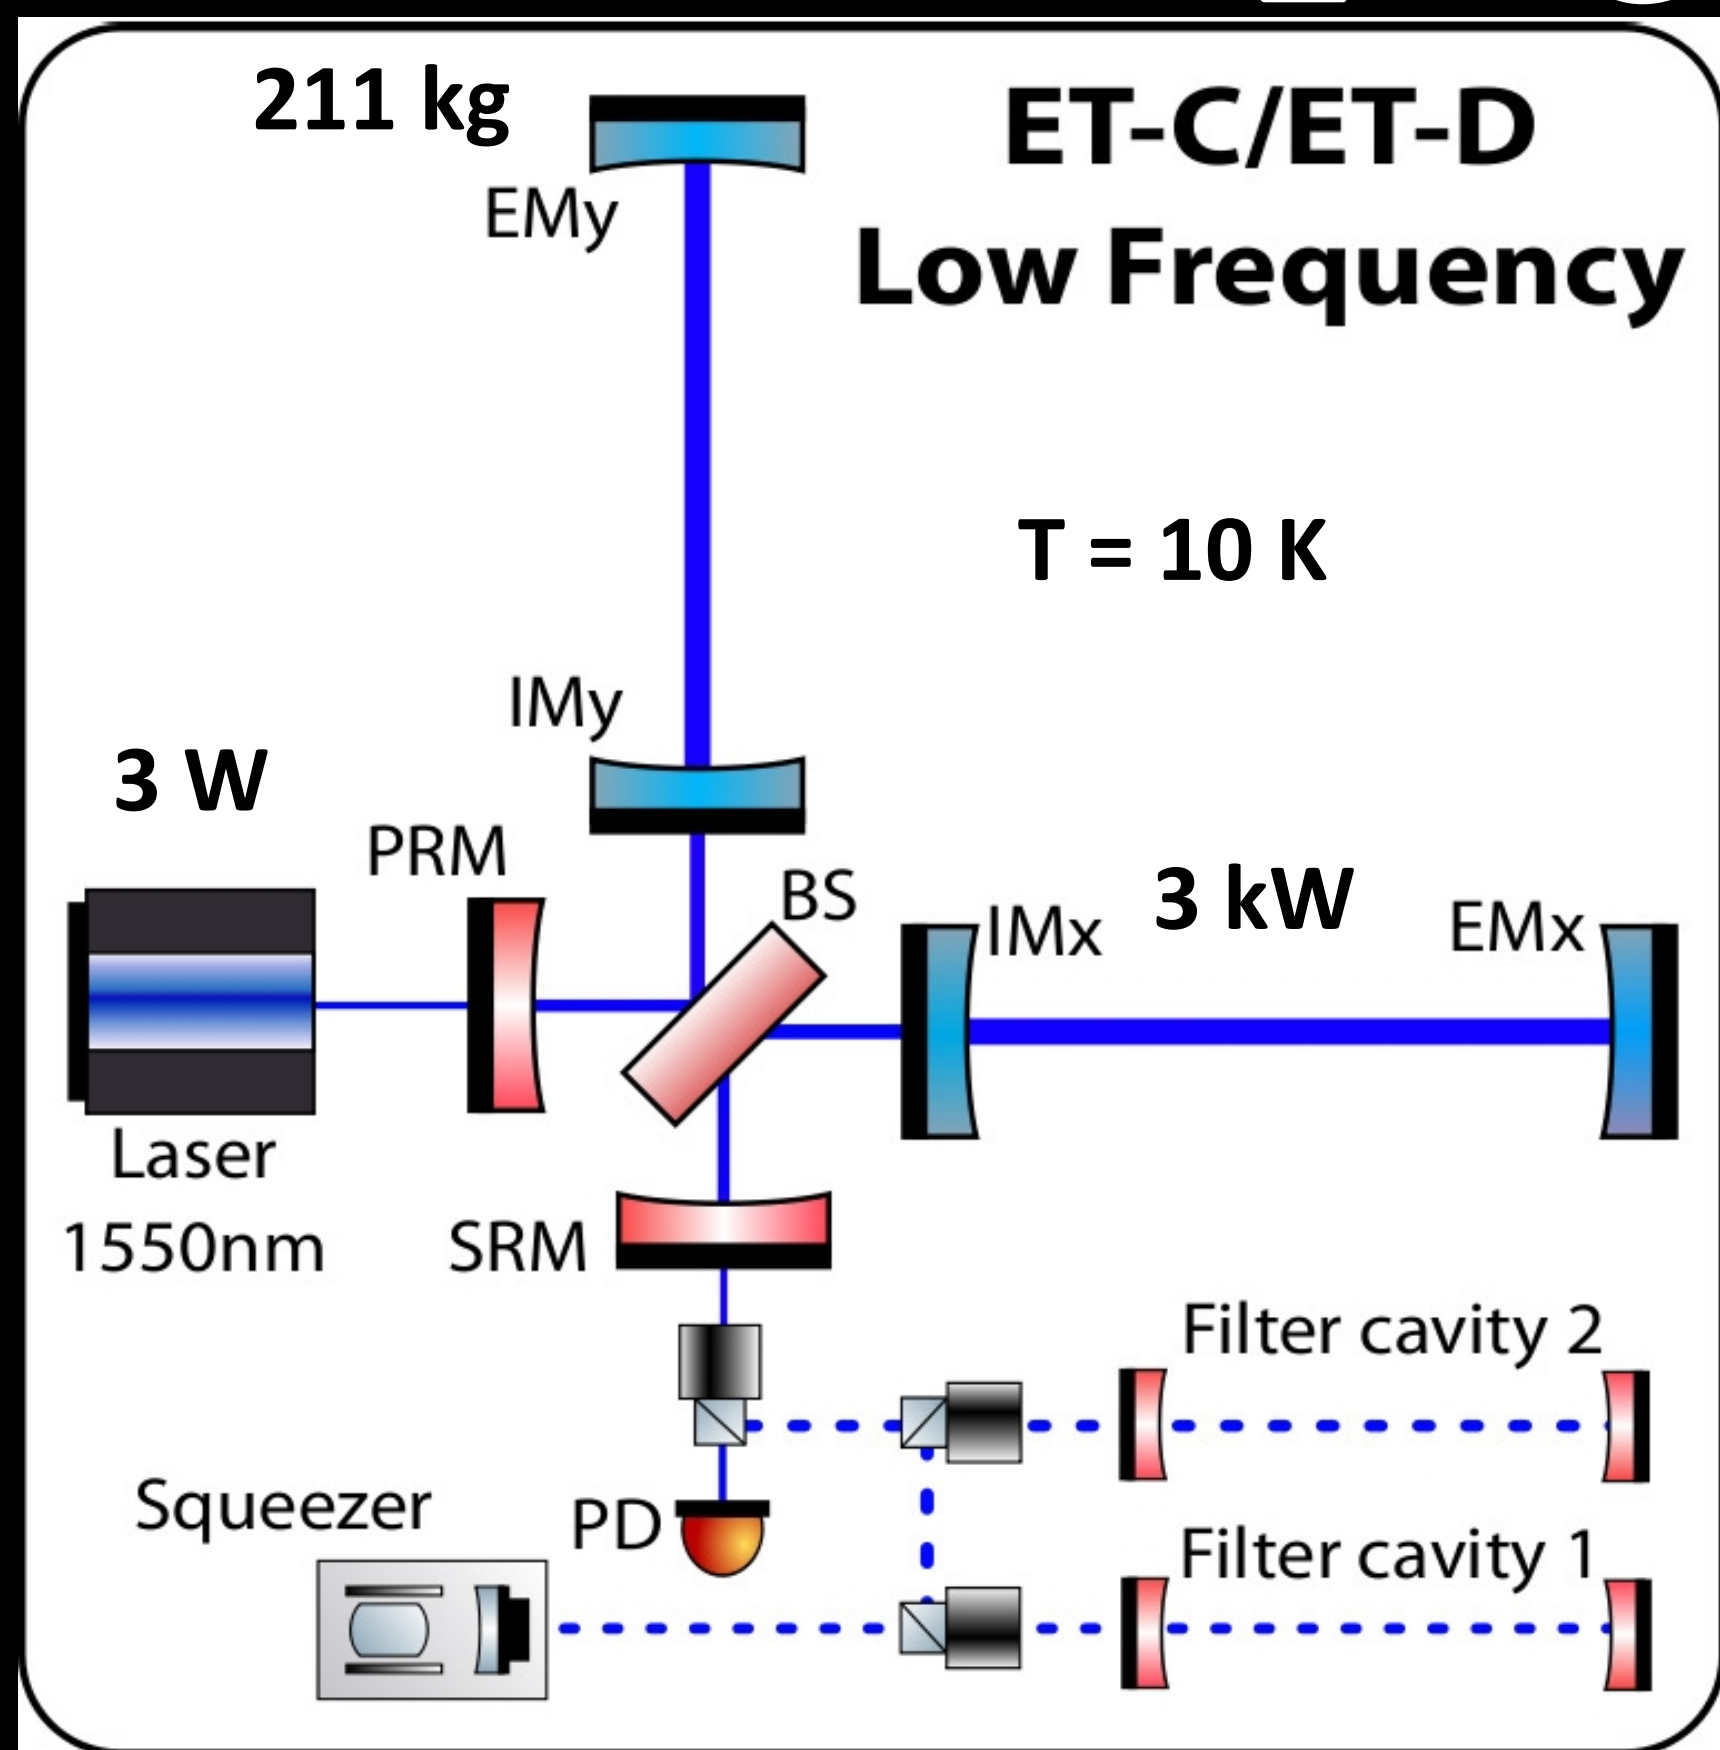 211 kg
ET-C/ET-D
Low Frequency
EMy
T = 10 K
IMy
3 W
PRM
BS
IMx
3 kW
EMx
Laser
1550nm
SRM
Filter cavity 2
Squeezer
PD
Filter cavity 1